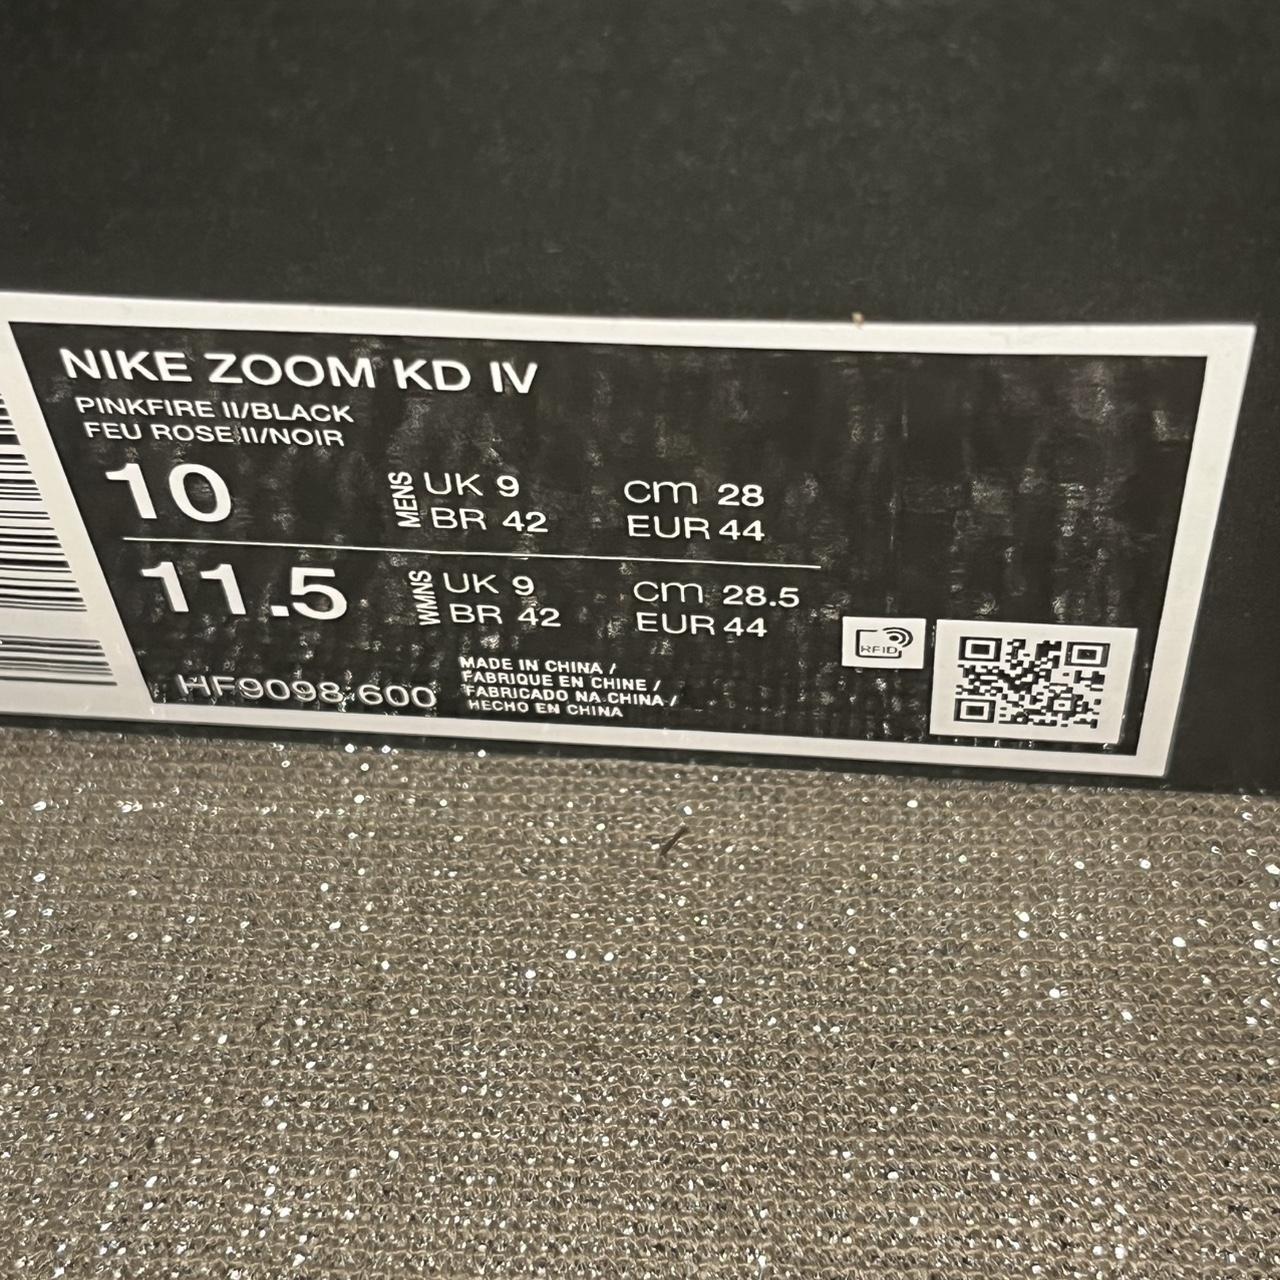 NIKE ZOOM KD IV
PINKFIRE II/BLACK
FEU ROSE II/NOIR
10 MENS UK 9 cm 28
BR 42 EUR 44
11.5 WMNS UK 9 cm 28.5
BR 42 EUR 44
HF9098-600
MADE IN CHINA /
FABRIQUE EN CHINE /
FABRICADO NA CHINA /
HECHO EN CHINA
RFID